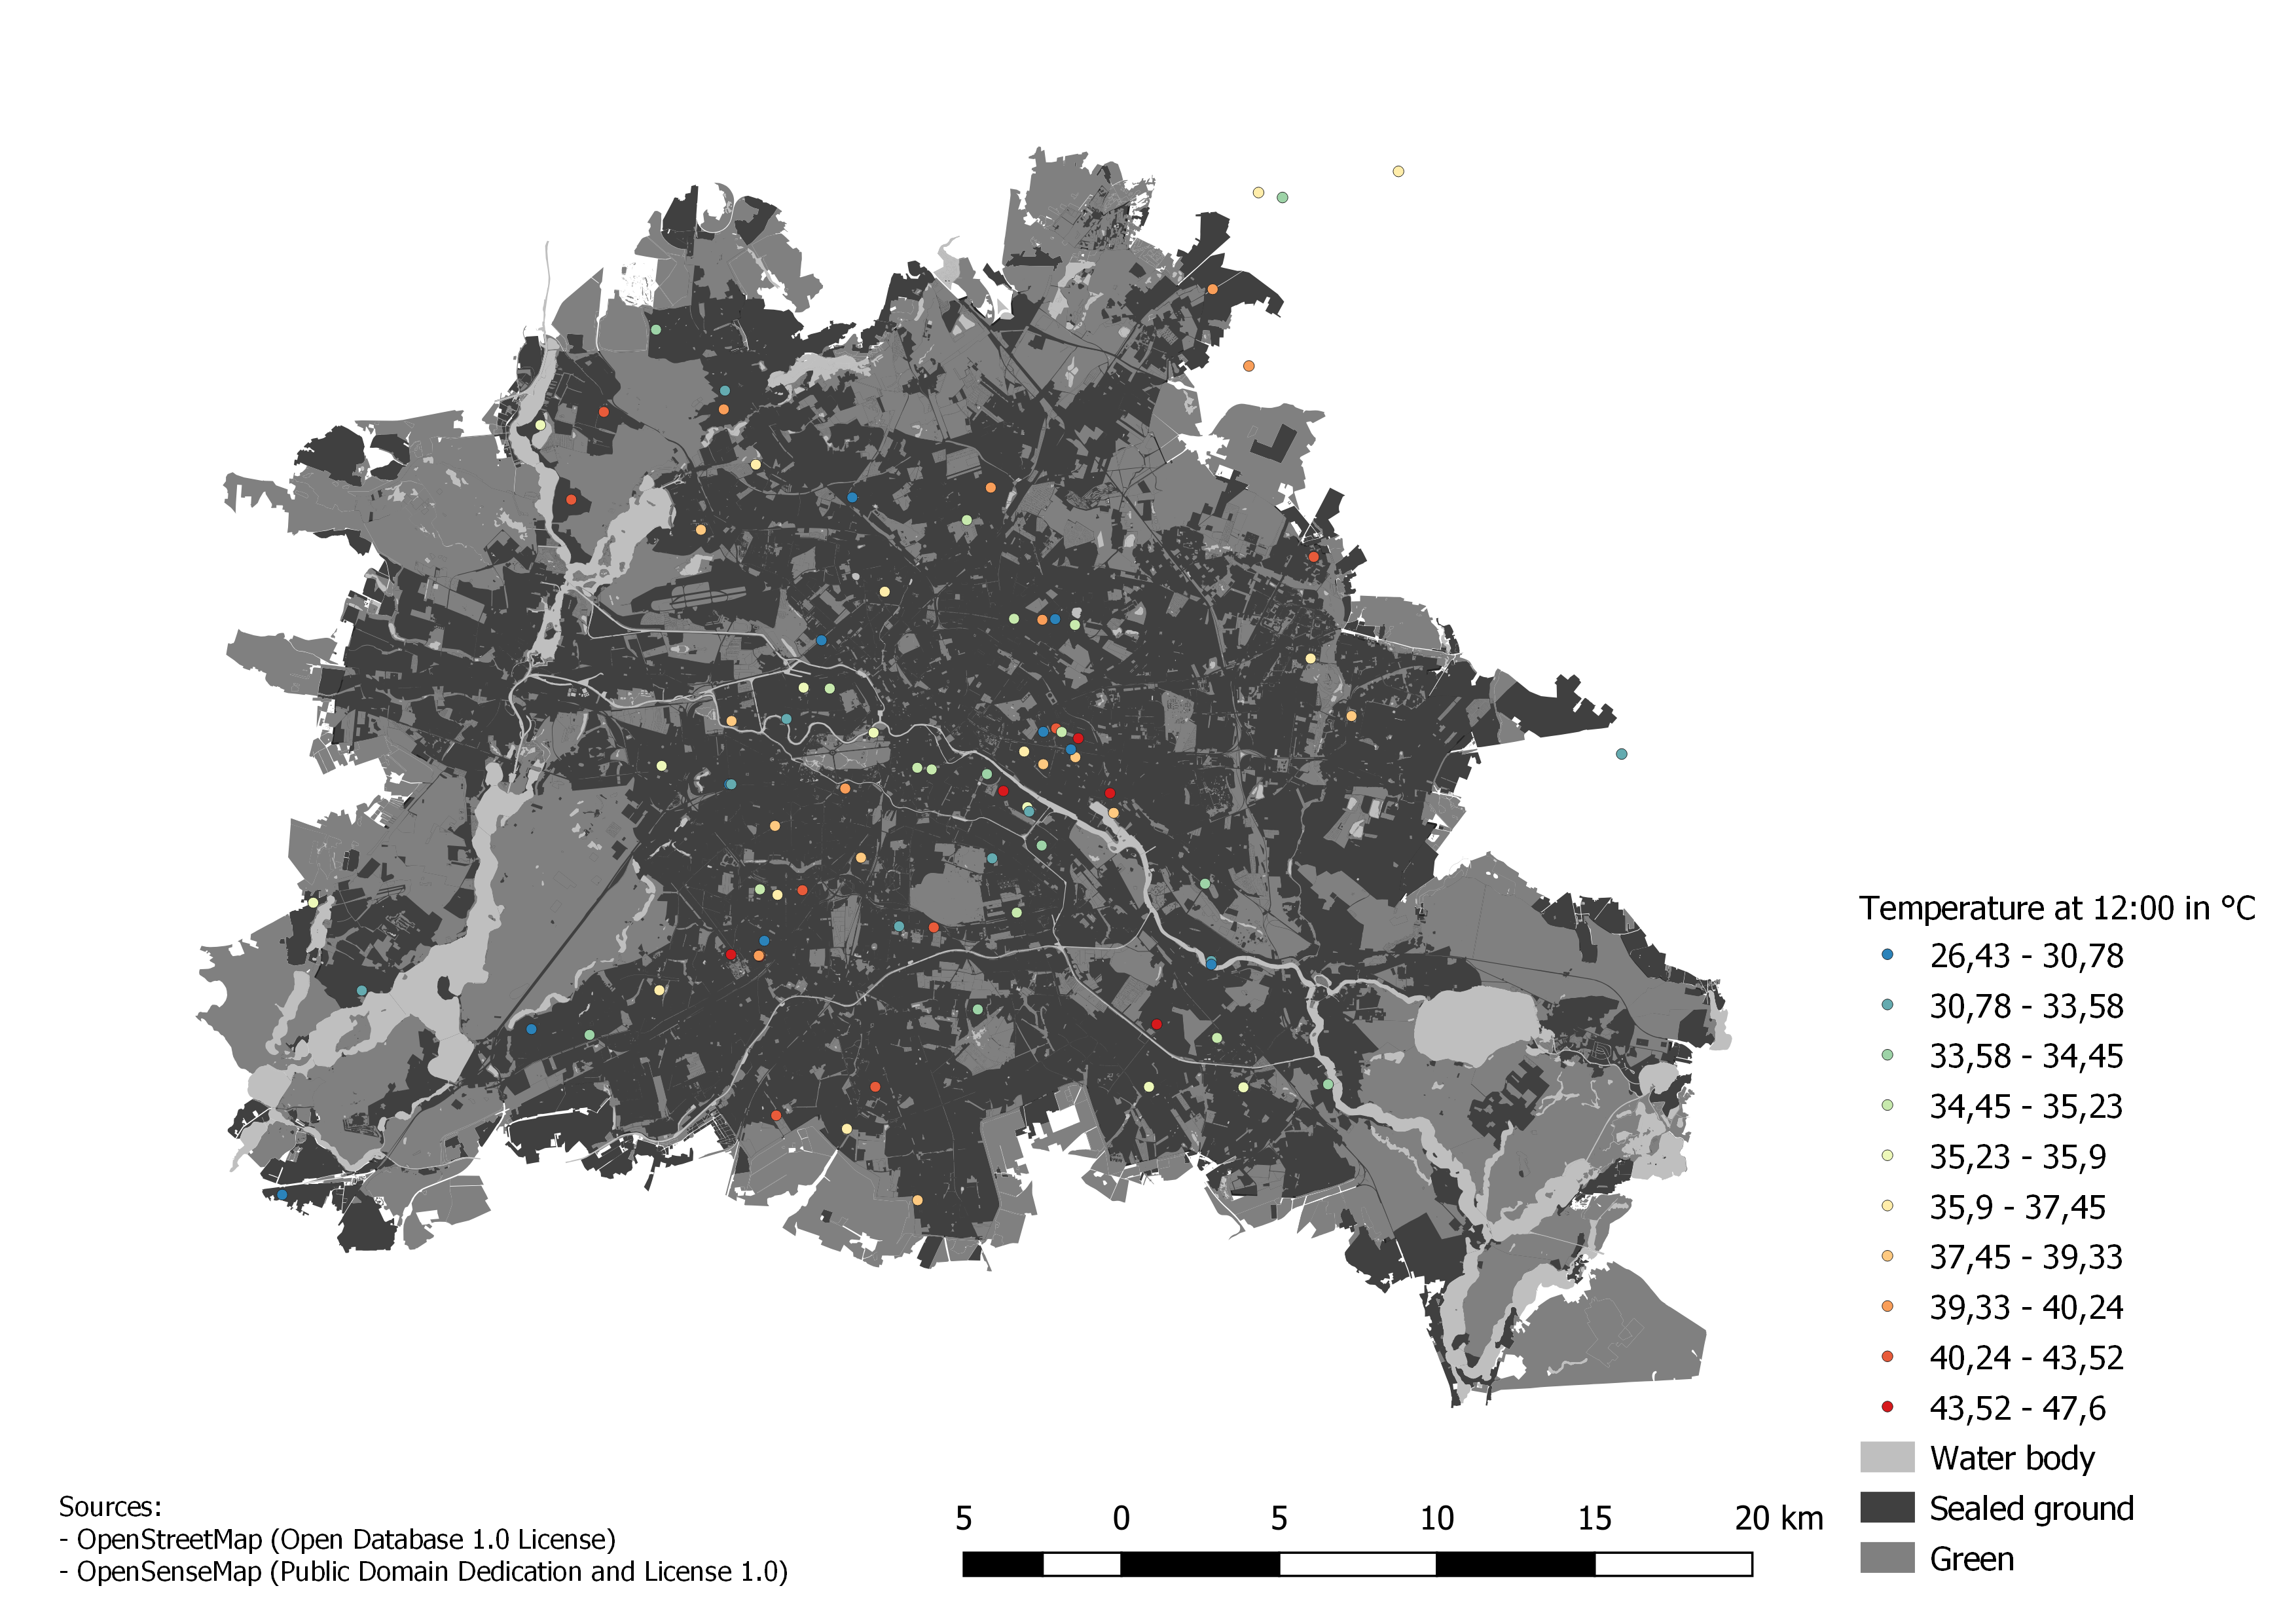 Temperature at 12:00 in °C
26,43 - 30,78
30,78 - 33,58
33,58 - 34,45
34,45 - 35,23
35,23 - 35,9
35,9 - 37,45
37,45 - 39,33
39,33 - 40,24
40,24 - 43,52
43,52 - 47,6
Water body
Sealed ground
Green
Sources:
- OpenStreetMap (Open Database 1.0 License)
- OpenSenseMap (Public Domain Dedication and License 1.0)
5 0 5 10 15 20 km